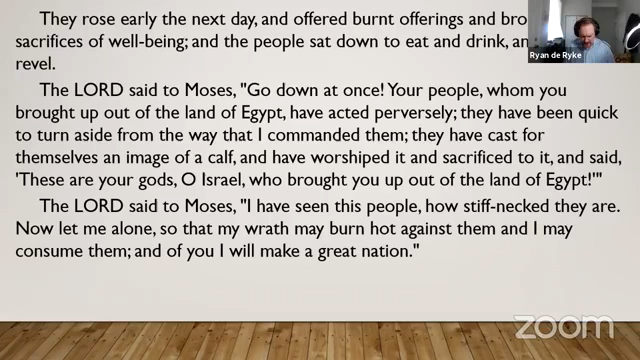 They rose early the next day, and offered burnt offerings and bro
sacrifices of well-being; and the people sat down to eat and drink, an
revel.
The LORD said to Moses, "Go down at once! Your people, whom you
brought up out of the land of Egypt, have acted perversely; they have been quick
to turn aside from the way that I commanded them; they have cast for
themselves an image of a calf, and have worshiped it and sacrificed to it, and said,
'These are your gods, O Israel, who brought you up out of the land of Egypt!'"
The LORD said to Moses, "I have seen this people, how stiff-necked they are.
Now let me alone, so that my wrath may burn hot against them and I may
consume them; and of you I will make a great nation."
Ryan de Ryke
zoom